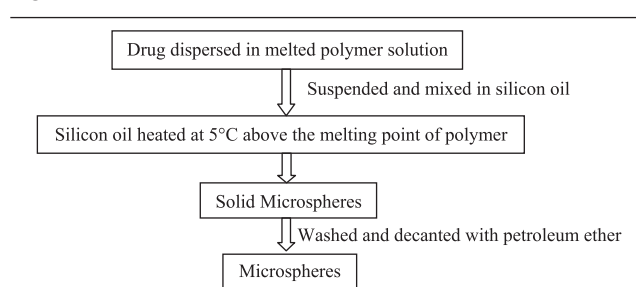 Drug dispersed in melted polymer solution
Suspended and mixed in silicon oil
Silicon oil heated at 5°C above the melting point of polymer
Solid Microspheres
Washed and decanted with petroleum ether
Microspheres